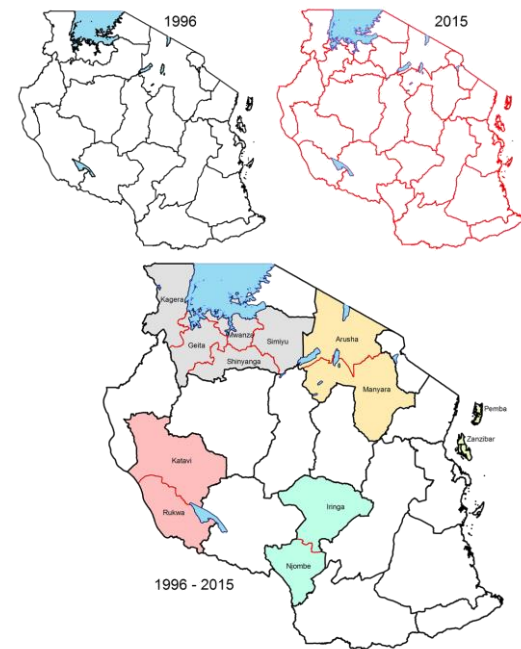 1996
2015
Kagera
Mwanza
Geita
Simiyu
Shinyanga
Arusha
Manyara
Pemba
Zanzibar
Katavi
Rukwa
Iringa
Njombe
1996 - 2015